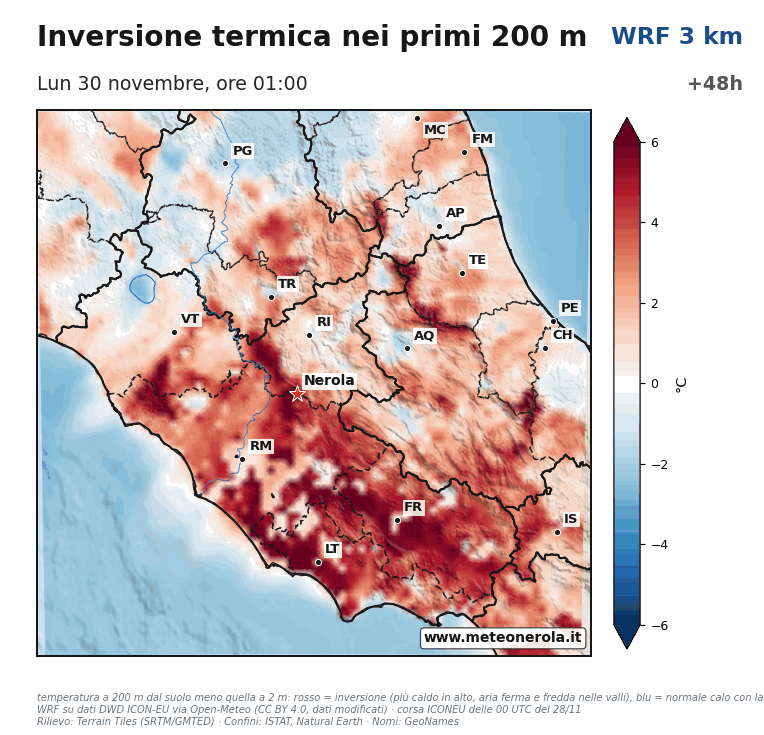 Inversione termica nei primi 200 m
WRF 3 km
Lun 30 novembre, ore 01:00
+48h
MC
FM
PG
AP
TE
TR
PE
VT
RI
AQ
CH
Nerola
RM
FR
IS
LT
www.meteonerola.it
6
4
2
0
−2
−4
−6
°C
temperatura a 200 m dal suolo meno quella a 2 m: rosso = inversione (più caldo in alto, aria ferma e fredda nelle valli), blu = normale calo con la
WRF su dati DWD ICON-EU via Open-Meteo (CC BY 4.0, dati modificati) · corsa ICONEU delle 00 UTC del 28/11
Rilievo: Terrain Tiles (SRTM/GMTED) · Confini: ISTAT, Natural Earth · Nomi: GeoNames